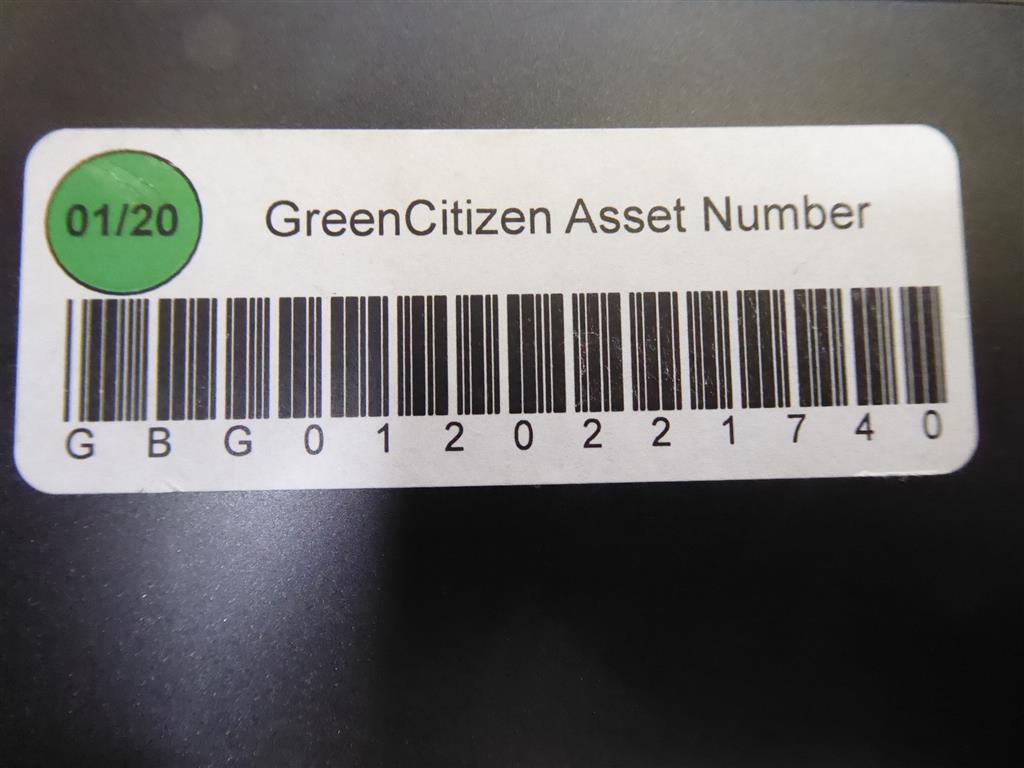 01/20
GreenCitizen Asset Number
G B G 0 1 2 0 2 2 1 7 4 0